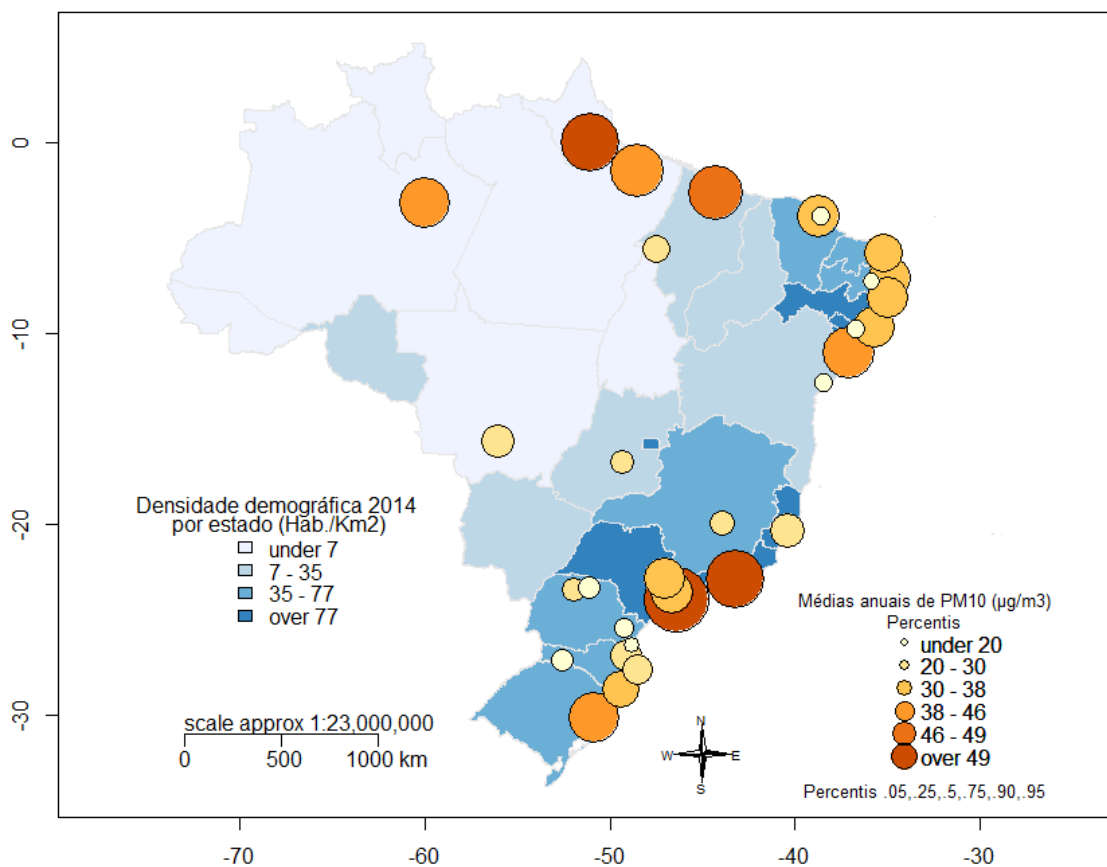 0
-10
-20
-30
Densidade demográfica 2014
por estado (Hab./Km2)
under 7
7 - 35
35 - 77
over 77
scale approx 1:23,000,000
0 500 1000 km
N
W E
S
Médias anuais de PM10 (µg/m3)
Percentis
under 20
20 - 30
30 - 38
38 - 46
46 - 49
over 49
Percentis .05,.25,.5,.75,.90,.95
-70 -60 -50 -40 -30